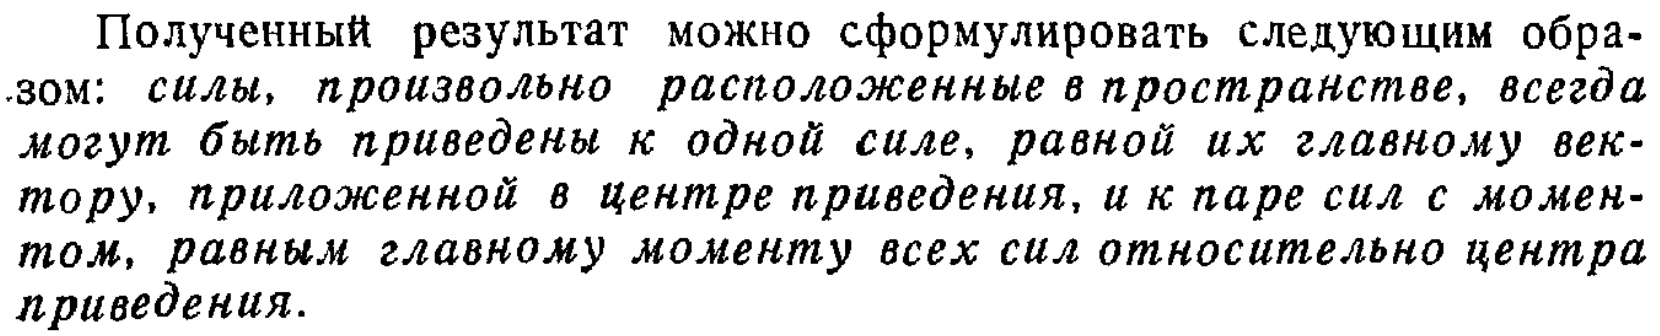 Полученный результат можно сформулировать следующим обра-
зом: силы, произвольно расположенные в пространстве, всегда
могут быть приведены к одной силе, равной их главному век-
тору, приложенной в центре приведения, и к паре сил с момен-
том, равным главному моменту всех сил относительно центра
приведения.